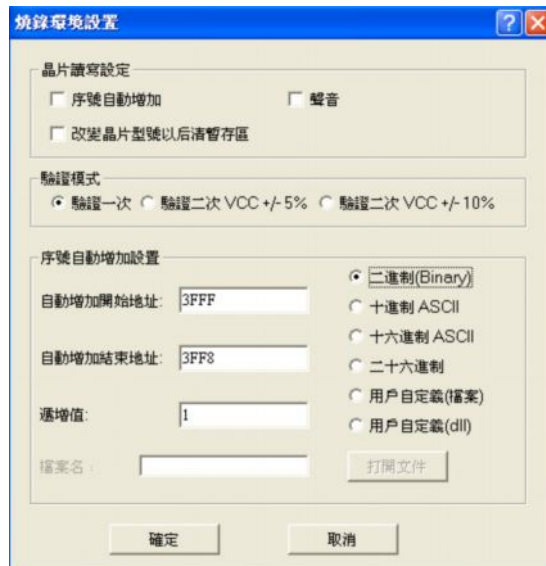 燒錄環境設置
晶片讀寫設定
序號自動增加 聲音
改變晶片型號以后清暫存區
驗證模式
驗證一次 驗證二次 VCC +/- 5% 驗證二次 VCC +/- 10%
序號自動增加設置
自動增加開始地址: 3FFF
自動增加結束地址: 3FF8
遞增值: 1
檔案名:
二進制(Binary)
十進制 ASCII
十六進制 ASCII
二十六進制
用戶自定義(檔案)
用戶自定義(dll)
打開文件
確定 取消